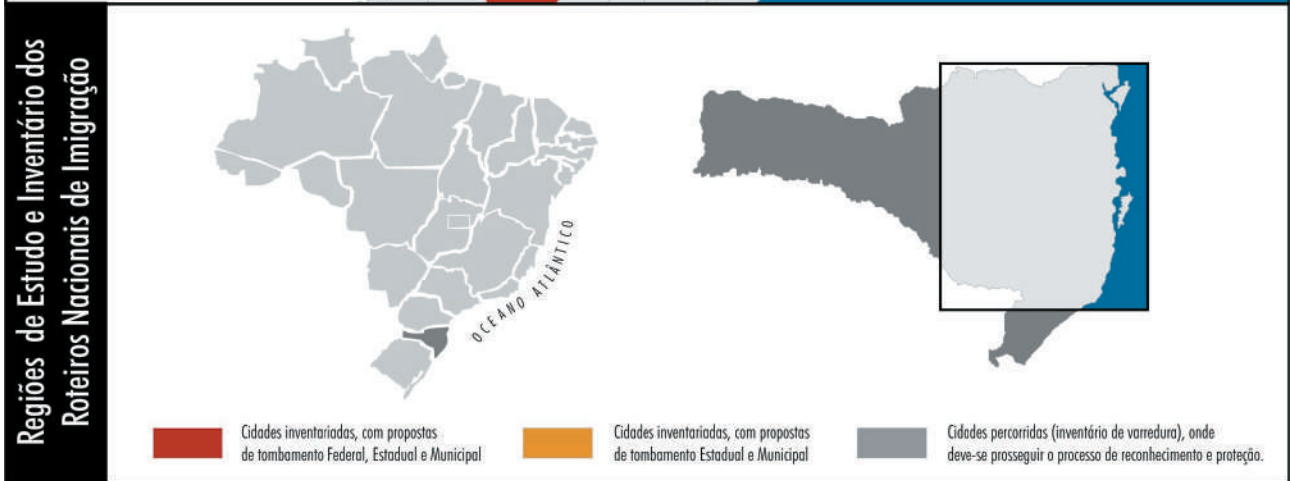 Regiões de Estudo e Inventário dos
Roteiros Nacionais de Imigração
OCEANO ATLÂNTICO
Cidades inventariadas, com propostas
de tombamento Federal, Estadual e Municipal
Cidades inventariadas, com propostas
de tombamento Estadual e Municipal
Cidades percorridas (inventário de varredura), onde
deve-se prosseguir o processo de reconhecimento e proteção.